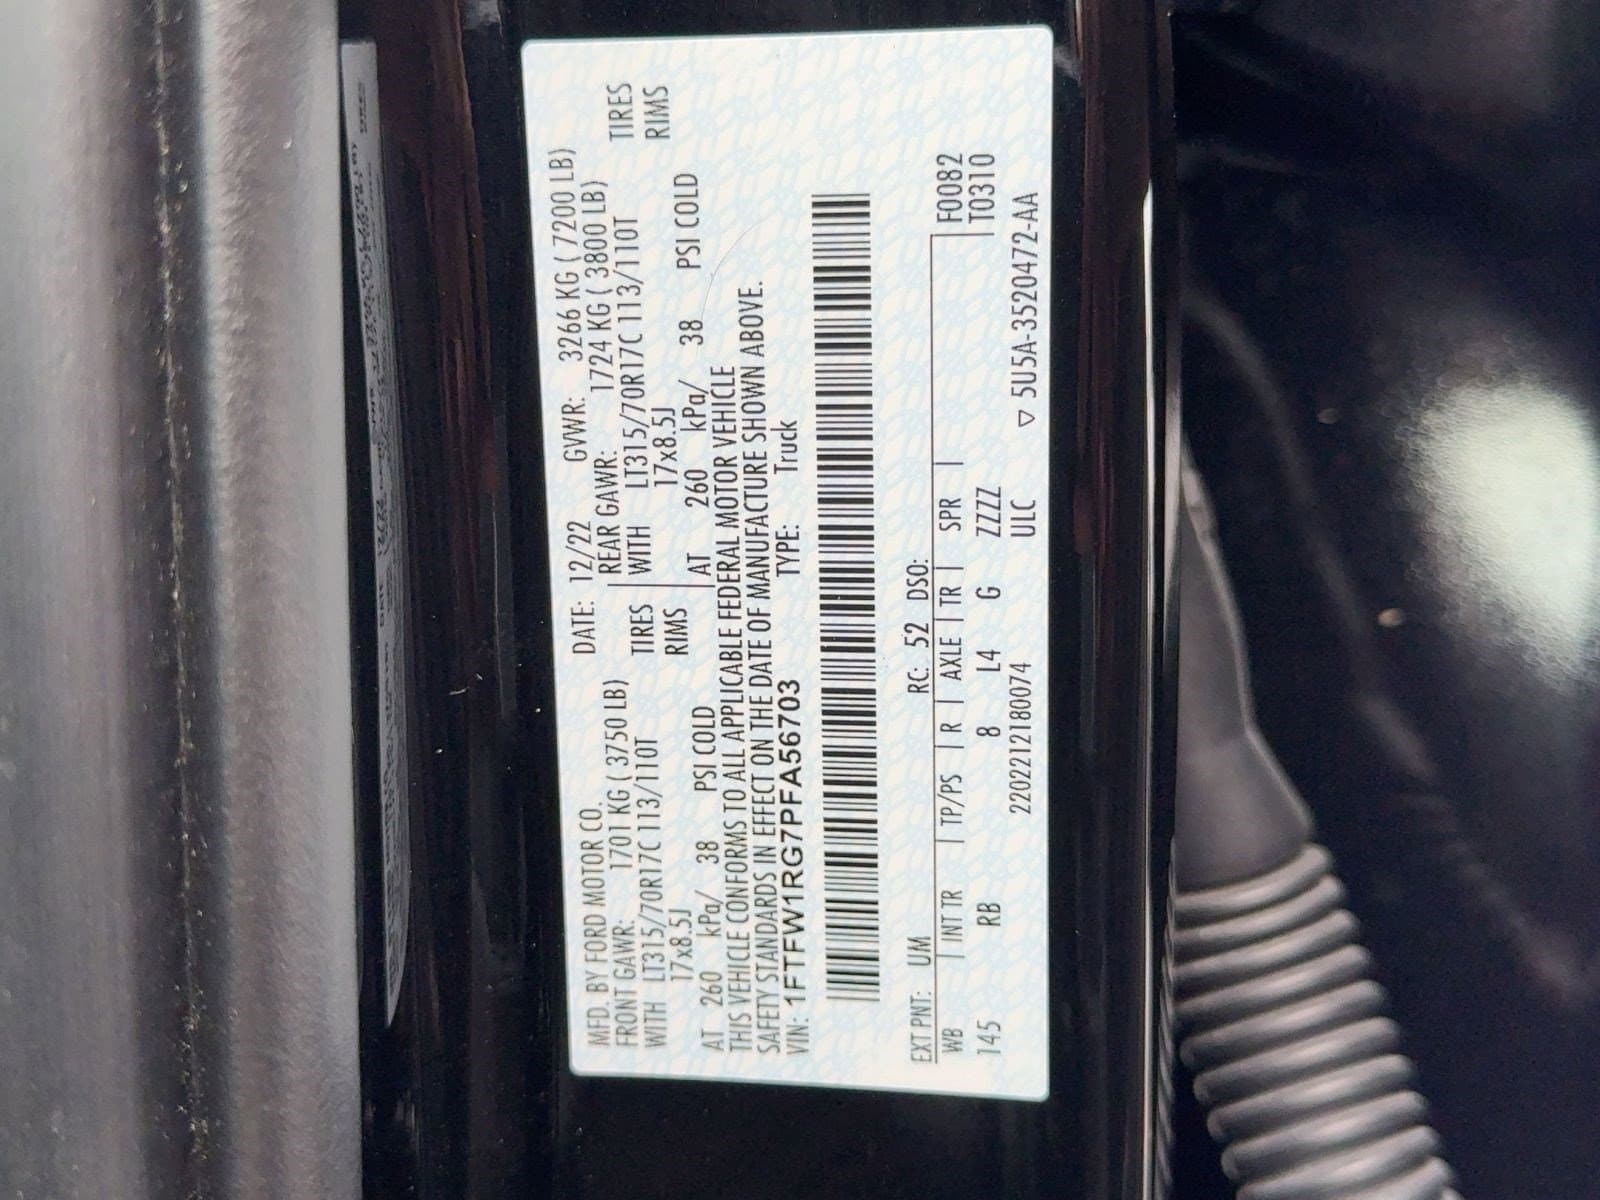 MFD. BY FORD MOTOR CO.
DATE: 12/22 GVWR: 3266 KG ( 7200 LB)
FRONT GAWR: 1701 KG ( 3750 LB) REAR GAWR: 1724 KG ( 3800 LB)
WITH LT315/70R17C 113/110T TIRES WITH LT315/70R17C 113/110T TIRES
17x8.5J RIMS 17x8.5J RIMS
AT 260 kPa/ 38 PSI COLD AT 260 kPa/ 38 PSI COLD
THIS VEHICLE CONFORMS TO ALL APPLICABLE FEDERAL MOTOR VEHICLE
SAFETY STANDARDS IN EFFECT ON THE DATE OF MANUFACTURE SHOWN ABOVE.
VIN: 1FTFW1RG7PFA56703 TYPE: Truck
EXT PNT: UM RC: 52 DSO: F0082
WB INT TR TP/PS R AXLE TR SPR T0310
145 RB 8 L4 G ZZZZ
20221218007​4 ULC ▽ 5U5A-3520472-AA